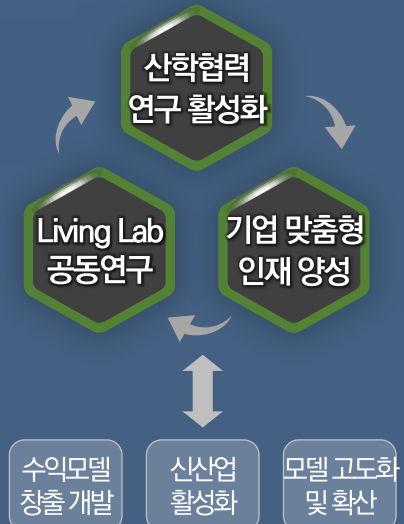 산학협력
연구 활성화
Living Lab
공동연구
기업 맞춤형
인재 양성
수익모델
창출 개발
신산업
활성화
모델 고도화
및 확산